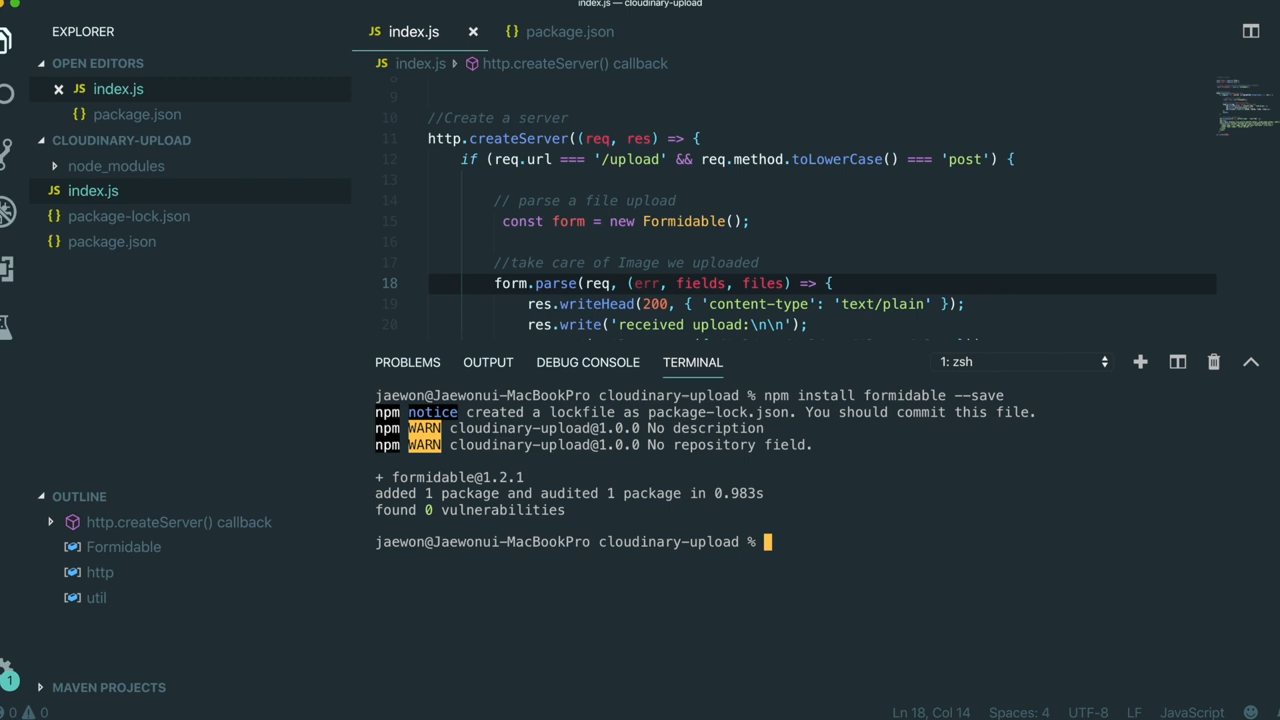 index.js — cloudinary-upload
EXPLORER
OPEN EDITORS
JS index.js
{} package.json
CLOUDINARY-UPLOAD
node_modules
JS index.js
{} package-lock.json
{} package.json
OUTLINE
http.createServer() callback
Formidable
http
util
MAVEN PROJECTS
JS index.js
{} package.json
JS index.js http.createServer() callback
8
9
10 //Create a server
11 http.createServer((req, res) => {
12 if (req.url === '/upload' && req.method.toLowerCase() === 'post') {
13
14 // parse a file upload
15 const form = new Formidable();
16
17 //take care of Image we uploaded
18 form.parse(req, (err, fields, files) => {
19 res.writeHead(200, { 'content-type': 'text/plain' });
20 res.write('received upload:\n\n');
PROBLEMS OUTPUT DEBUG CONSOLE TERMINAL 1: zsh
jaewon@Jaewonui-MacBookPro cloudinary-upload % npm install formidable --save
npm notice created a lockfile as package-lock.json. You should commit this file.
npm WARN cloudinary-upload@1.0.0 No description
npm WARN cloudinary-upload@1.0.0 No repository field.
+ formidable@1.2.1
added 1 package and audited 1 package in 0.983s
found 0 vulnerabilities
jaewon@Jaewonui-MacBookPro cloudinary-upload %
1
0 0 Ln 18, Col 14 Spaces: 4 UTF-8 LF JavaScript